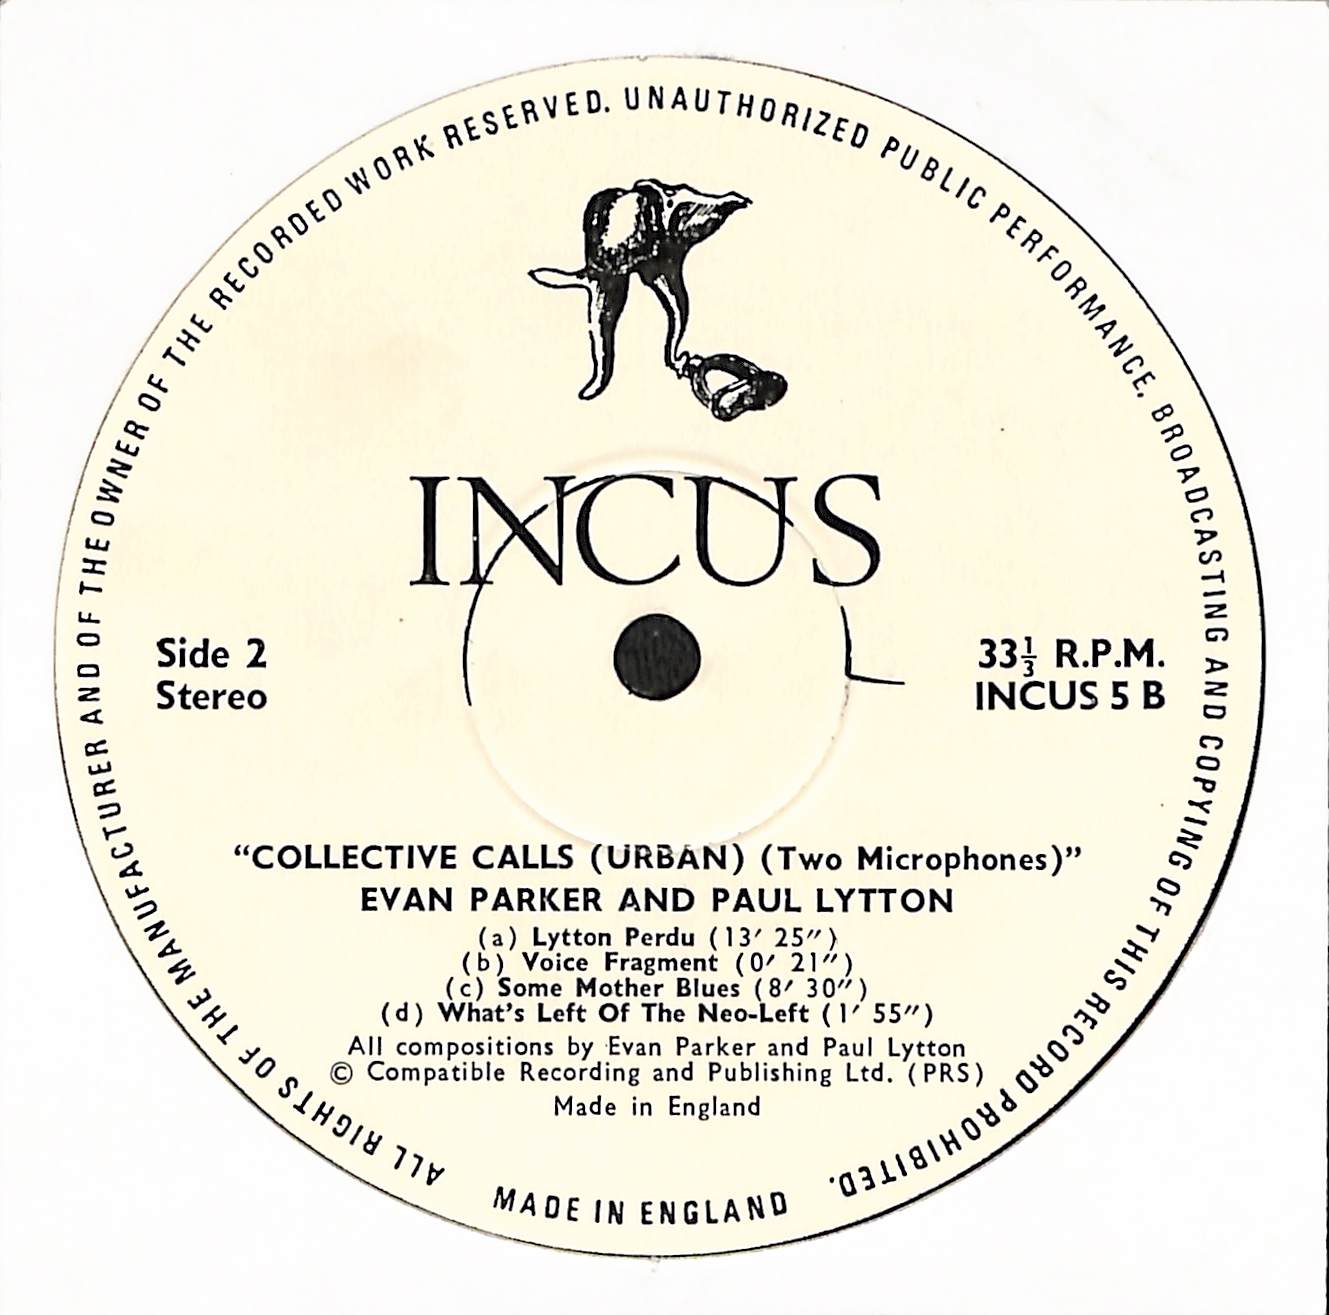 ALL RIGHTS OF THE MANUFACTURER AND OF THE OWNER OF THE RECORDED WORK RESERVED. UNAUTHORIZED PUBLIC PERFORMANCE, BROADCASTING AND COPYING OF THIS RECORD PROHIBITED.
INCUS
Side 2
Stereo
33⅓ R.P.M.
INCUS 5 B
“COLLECTIVE CALLS (URBAN) (Two Microphones)”
EVAN PARKER AND PAUL LYTTON
(a) Lytton Perdu (13′ 25″)
(b) Voice Fragment (0′ 21″)
(c) Some Mother Blues (8′ 30″)
(d) What's Left Of The Neo-Left (1′ 55″)
All compositions by Evan Parker and Paul Lytton
© Compatible Recording and Publishing Ltd. (PRS)
Made in England
MADE IN ENGLAND